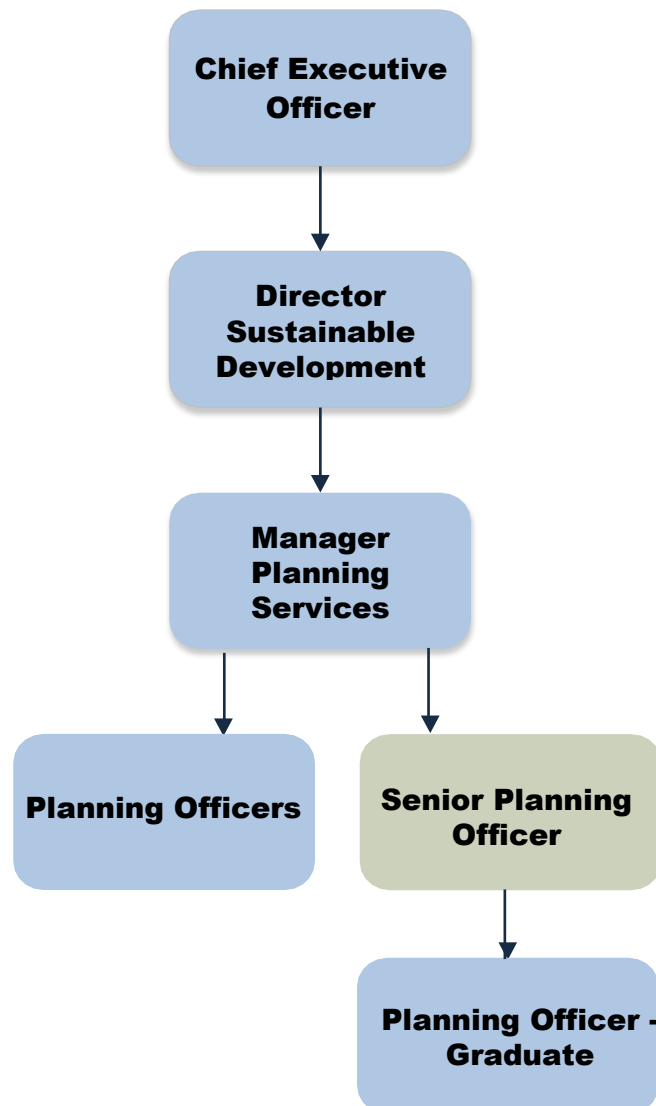 Chief Executive
Officer
Director
Sustainable
Development
Manager
Planning
Services
Planning Officers
Senior Planning
Officer
Planning Officer -
Graduate